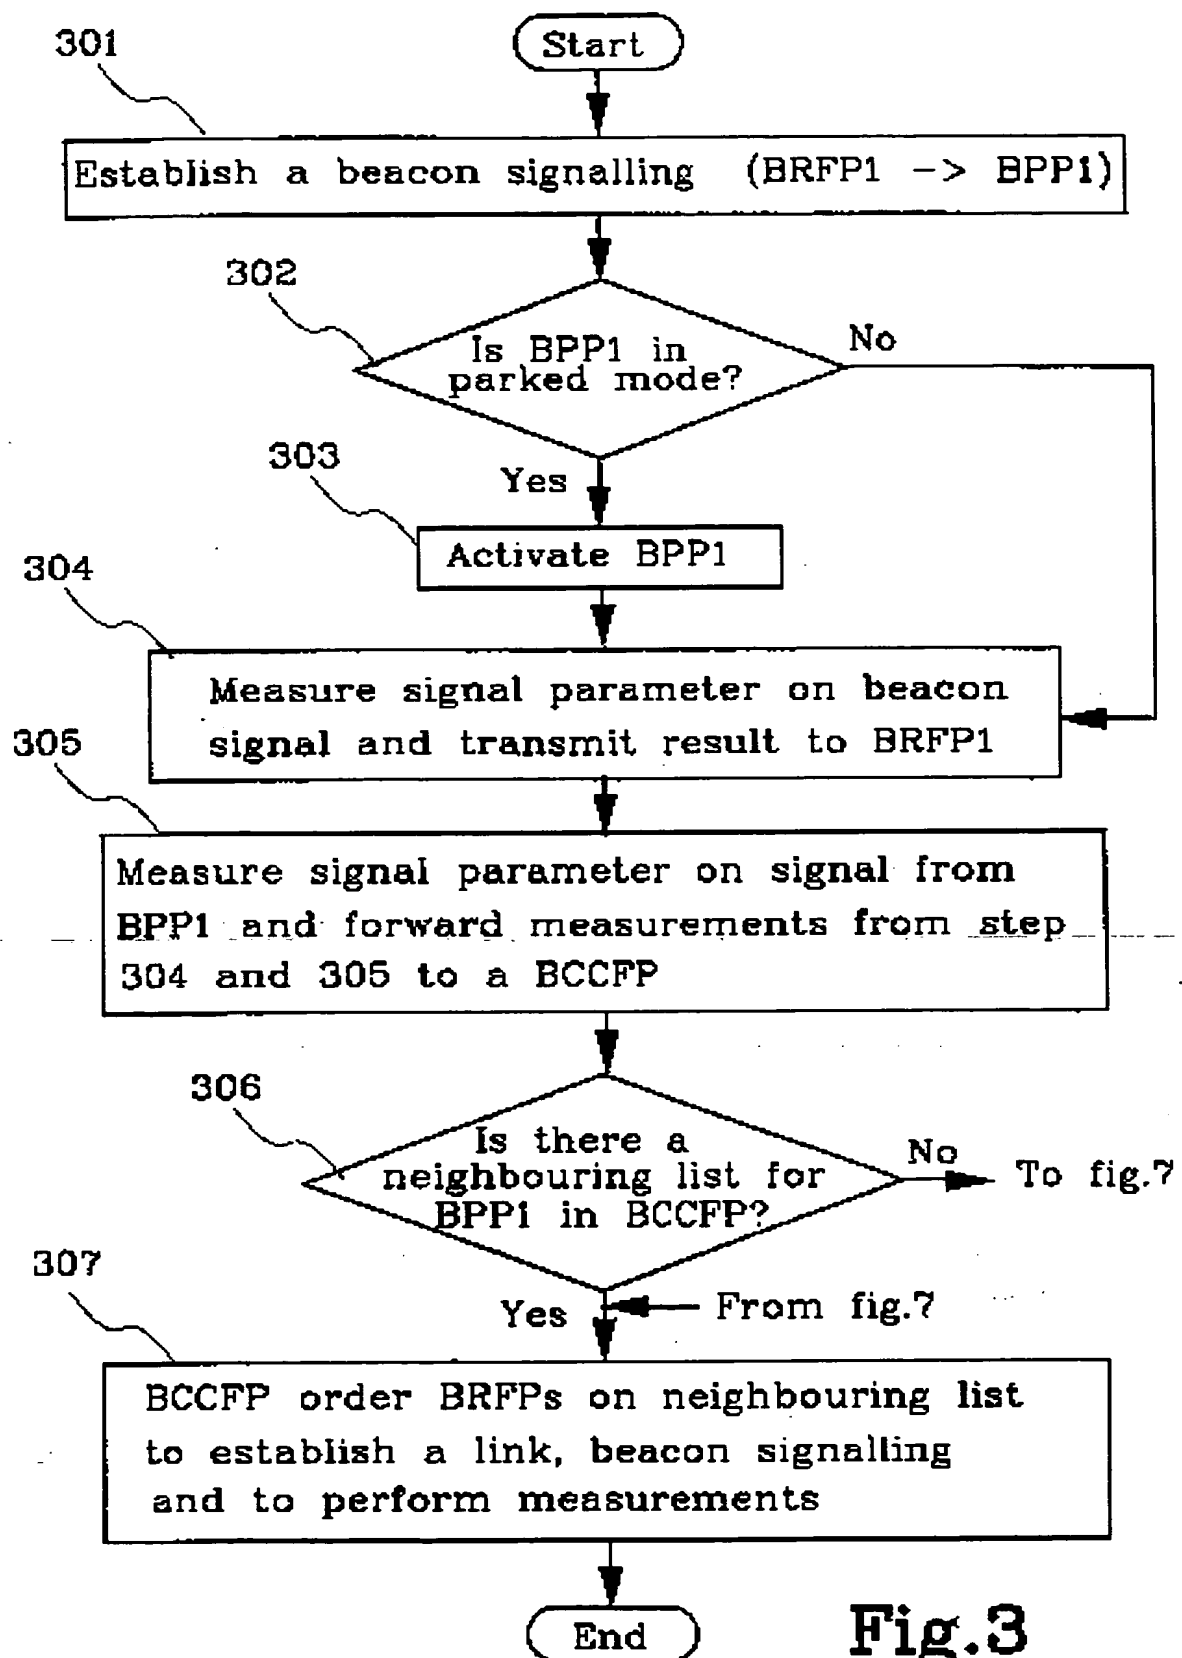 Start
301
Establish a beacon signalling (BRFP1 -> BPP1)
302
Is BPP1 in
parked mode?
No
303
Yes
Activate BPP1
304
Measure signal parameter on beacon
signal and transmit result to BRFP1
305
Measure signal parameter on signal from
BPP1 and forward measurements from step
304 and 305 to a BCCFP
306
Is there a
neighbouring list for
BPP1 in BCCFP?
No
To fig.7
307
Yes
From fig.7
BCCFP order BRFPs on neighbouring list
to establish a link, beacon signalling
and to perform measurements
End
Fig.3